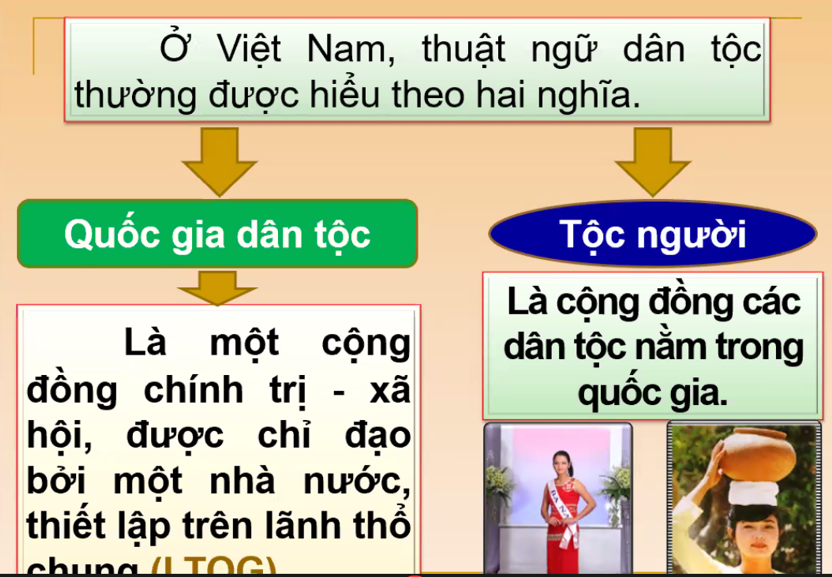 Ở Việt Nam, thuật ngữ dân tộc
thường được hiểu theo hai nghĩa.
Quốc gia dân tộc
Là một cộng
đồng chính trị - xã
hội, được chỉ đạo
bởi một nhà nước,
thiết lập trên lãnh thổ
chung (LTQG)
Tộc người
Là cộng đồng các
dân tộc nằm trong
quốc gia.